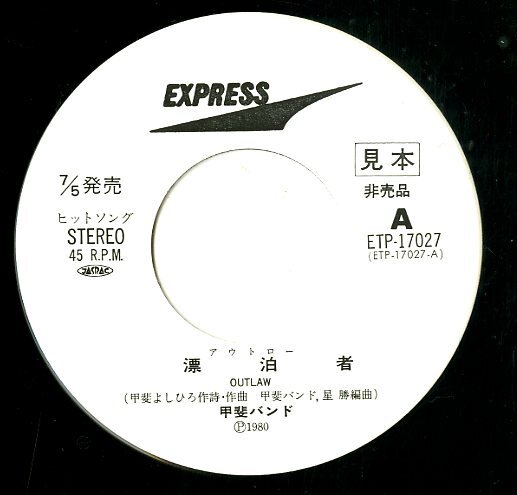 EXPRESS
見本
7/5発売
非売品
ヒットソング
A
STEREO
ETP-17027
45 R.P.M.
(ETP-17027-A)
JASRAC
アウトロー
漂泊者
OUTLAW
(甲斐よしひろ作詩・作曲 甲斐バンド, 星 勝編曲)
甲斐バンド
Ⓟ1980